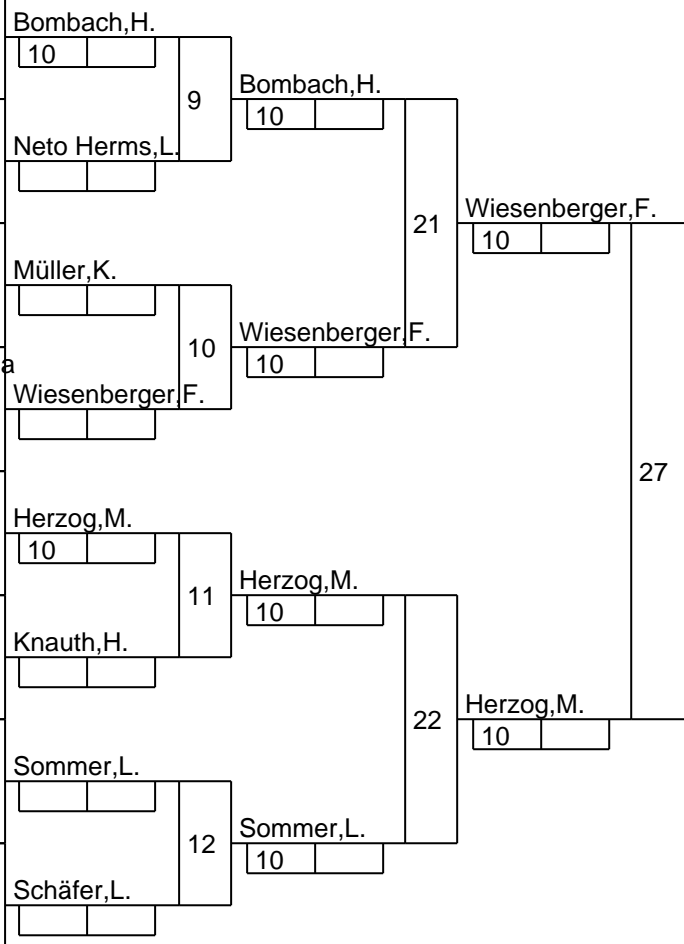 Bombach,H.
10
9
Bombach,H.
10
Neto Herms,L.
21
Wiesenberger,F.
10
Müller,K.
10
Wiesenberger,F.
10
a
Wiesenberger,F.
27
Herzog,M.
10
11
Herzog,M.
10
Knauth,H.
22
Herzog,M.
10
Sommer,L.
12
Sommer,L.
10
Schäfer,L.